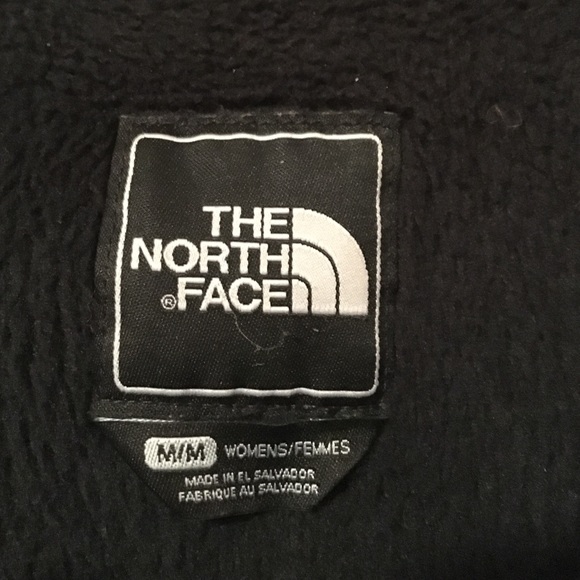 THE
NORTH
® FACE
M/M WOMENS/FEMMES
MADE IN EL SALVADOR
FABRIQUE AU SALVADOR